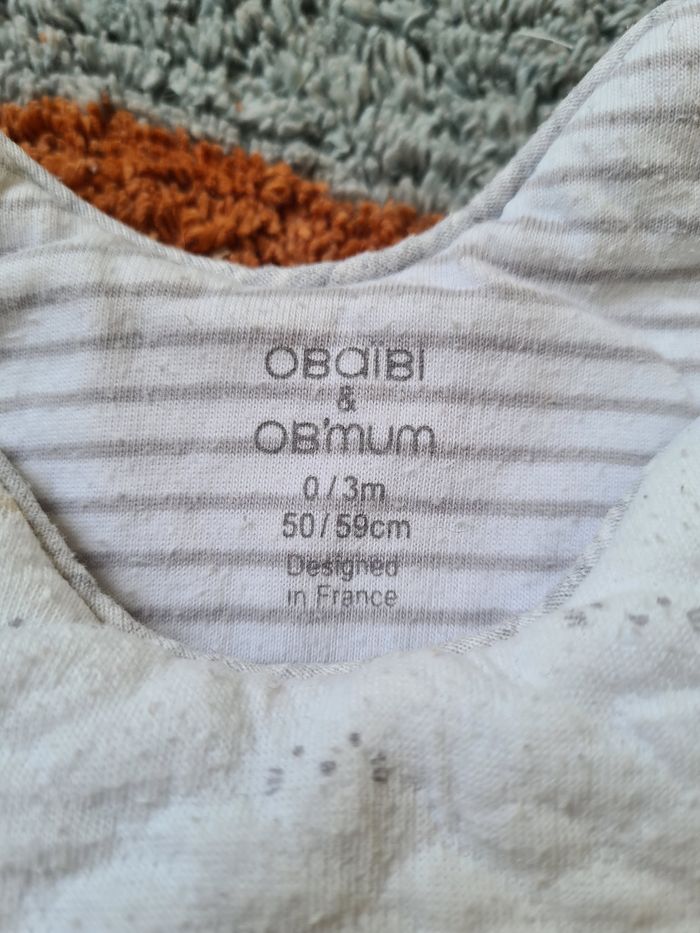 OBAIBI
&
OB'MUM
0/3m
50/59cm
Designed
in France